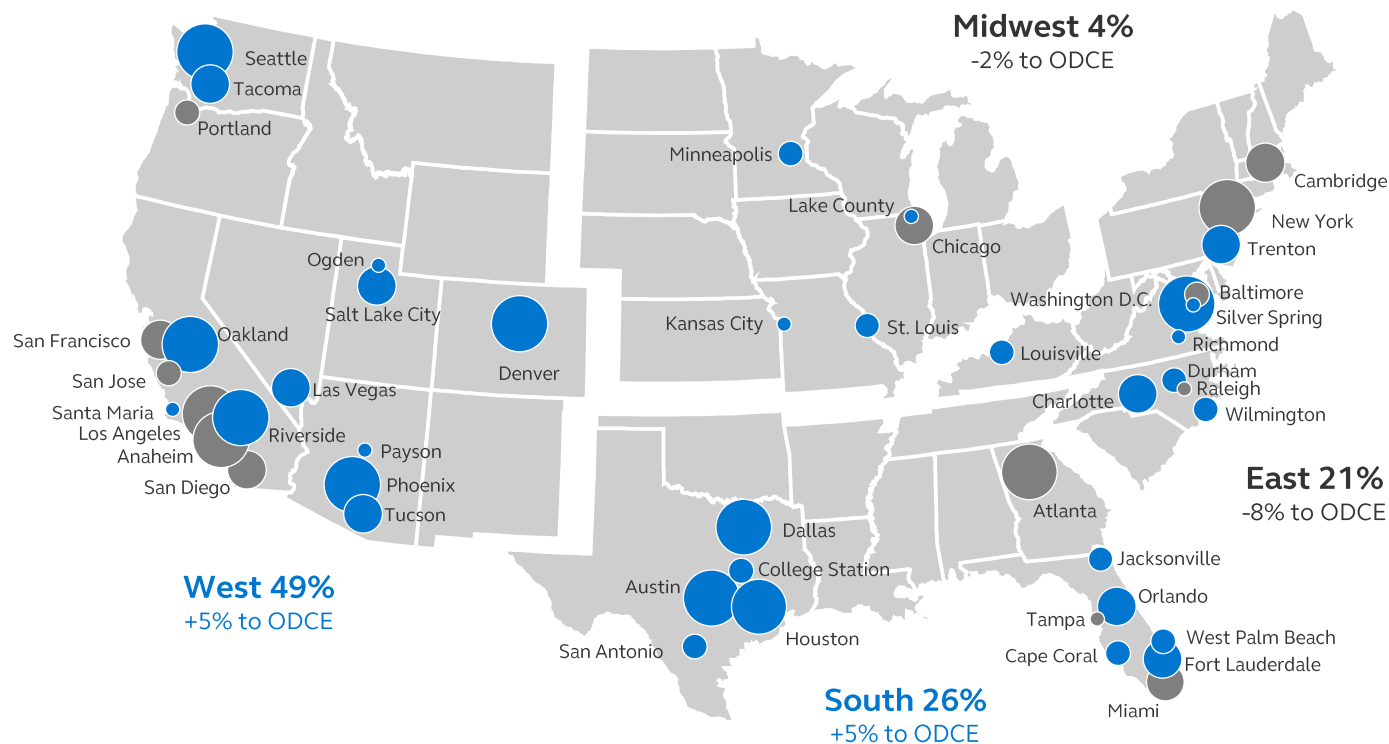 Midwest 4%
-2% to ODCE
Seattle
Tacoma
Portland
Minneapolis
Cambridge
Lake County
New York
Chicago
Trenton
Ogden
Salt Lake City
Washington D.C.
Baltimore
Silver Spring
Kansas City
St. Louis
Richmond
San Francisco
Oakland
Louisville
Denver
Durham
San Jose
Las Vegas
Raleigh
Charlotte
Santa Maria
Wilmington
Los Angeles
Riverside
Anaheim
Payson
San Diego
Phoenix
East 21%
-8% to ODCE
Tucson
Atlanta
Dallas
Jacksonville
College Station
West 49%
+5% to ODCE
Austin
Orlando
Tampa
Houston
West Palm Beach
San Antonio
Cape Coral
Fort Lauderdale
South 26%
+5% to ODCE
Miami